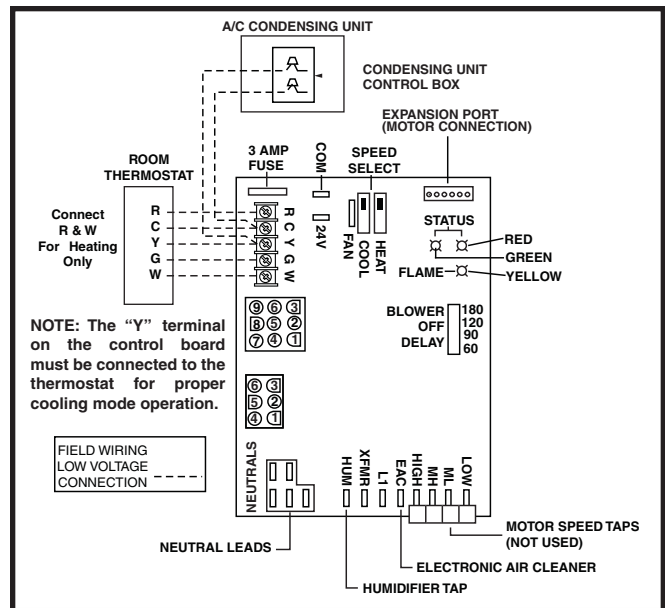 A/C CONDENSING UNIT
CONDENSING UNIT
CONTROL BOX
EXPANSION PORT
(MOTOR CONNECTION)
3 AMP
FUSE
COM
SPEED
SELECT
ROOM
THERMOSTAT
Connect
R & W
For Heating
Only
R
C
Y
G
W
R
C
Y
G
W
24V
FAN
COOL
HEAT
STATUS
RED
GREEN
FLAME
YELLOW
BLOWER
OFF
DELAY
180
120
90
60
NOTE: The “Y” terminal
on the control board
must be connected to the
thermostat for proper
cooling mode operation.
9 6 3
8 5 2
7 4 1
6 3
5 2
4 1
FIELD WIRING
LOW VOLTAGE
CONNECTION
NEUTRALS
HUM
XFMR
L1
EAC
HIGH
MH
ML
LOW
NEUTRAL LEADS
MOTOR SPEED TAPS
(NOT USED)
ELECTRONIC AIR CLEANER
HUMIDIFIER TAP